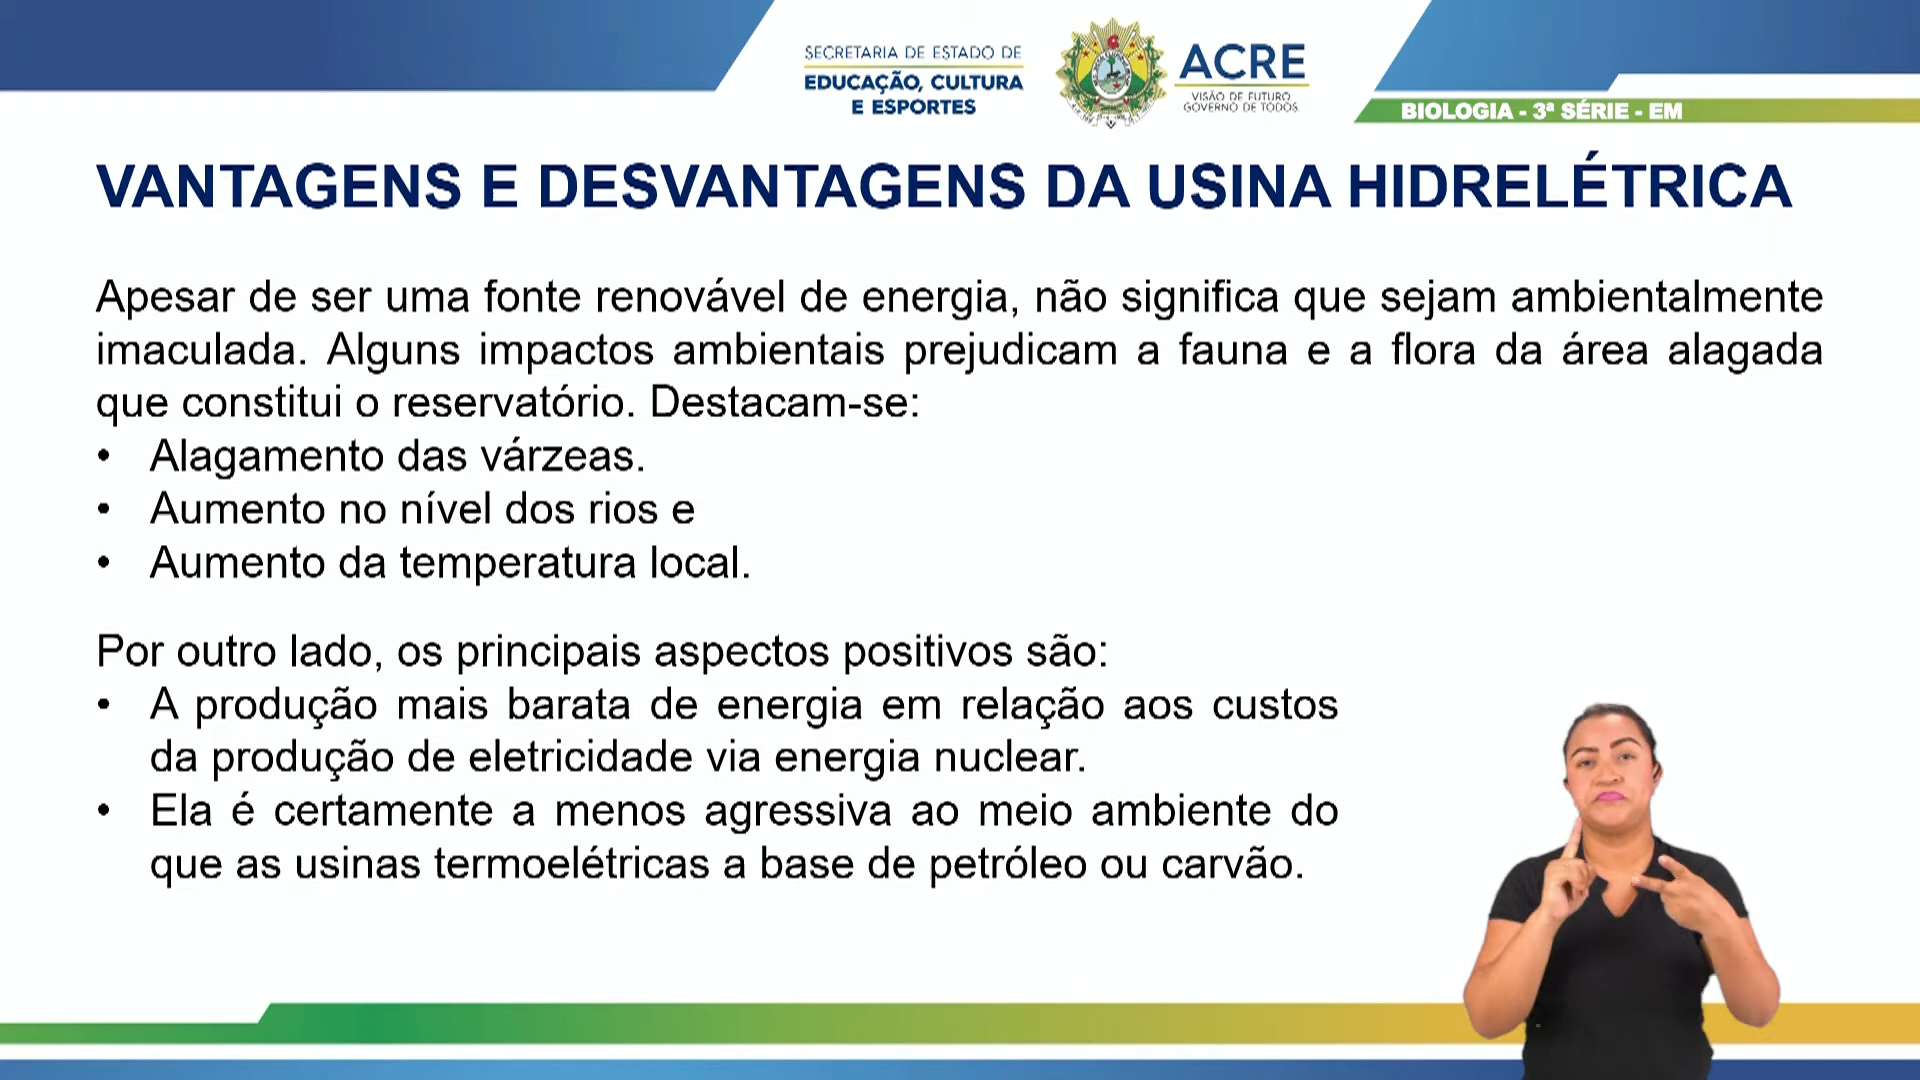 SECRETARIA DE ESTADO DE
EDUCAÇÃO, CULTURA
E ESPORTES
ACRE
VISÃO DE FUTURO
GOVERNO DE TODOS
BIOLOGIA - 3ª SÉRIE - EM
VANTAGENS E DESVANTAGENS DA USINA HIDRELÉTRICA
Apesar de ser uma fonte renovável de energia, não significa que sejam ambientalmente
imaculada. Alguns impactos ambientais prejudicam a fauna e a flora da área alagada
que constitui o reservatório. Destacam-se:
• Alagamento das várzeas.
• Aumento no nível dos rios e
• Aumento da temperatura local.
Por outro lado, os principais aspectos positivos são:
• A produção mais barata de energia em relação aos custos
da produção de eletricidade via energia nuclear.
• Ela é certamente a menos agressiva ao meio ambiente do
que as usinas termoelétricas a base de petróleo ou carvão.